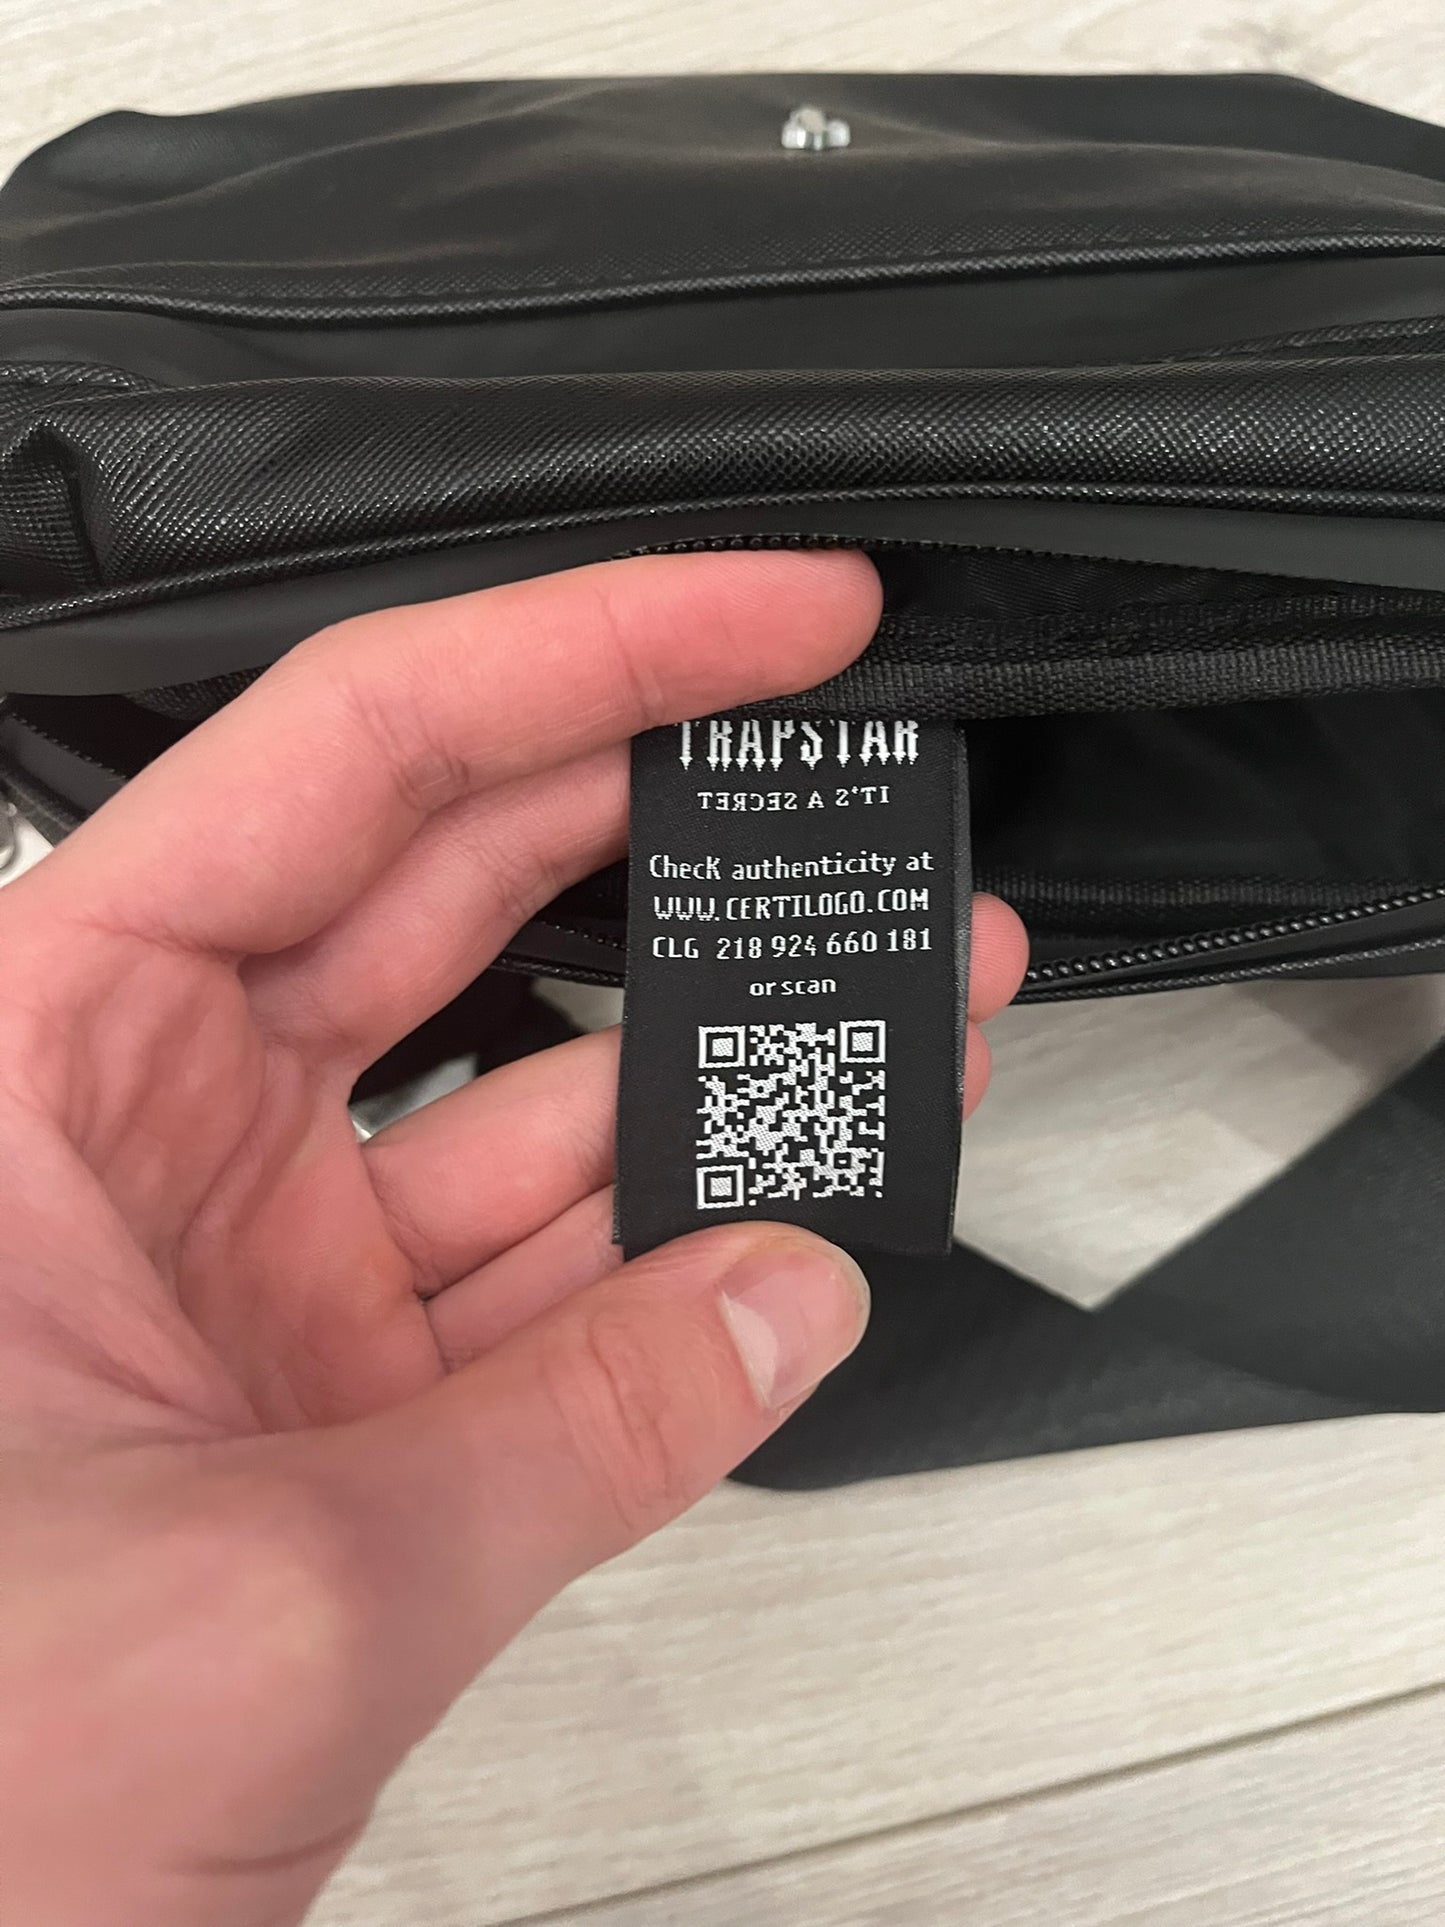 TRAPSTAR
IT'S A SECRET
Check authenticity at
WWW.CERTILOGO.COM
CLG 218 924 660 181
or scan